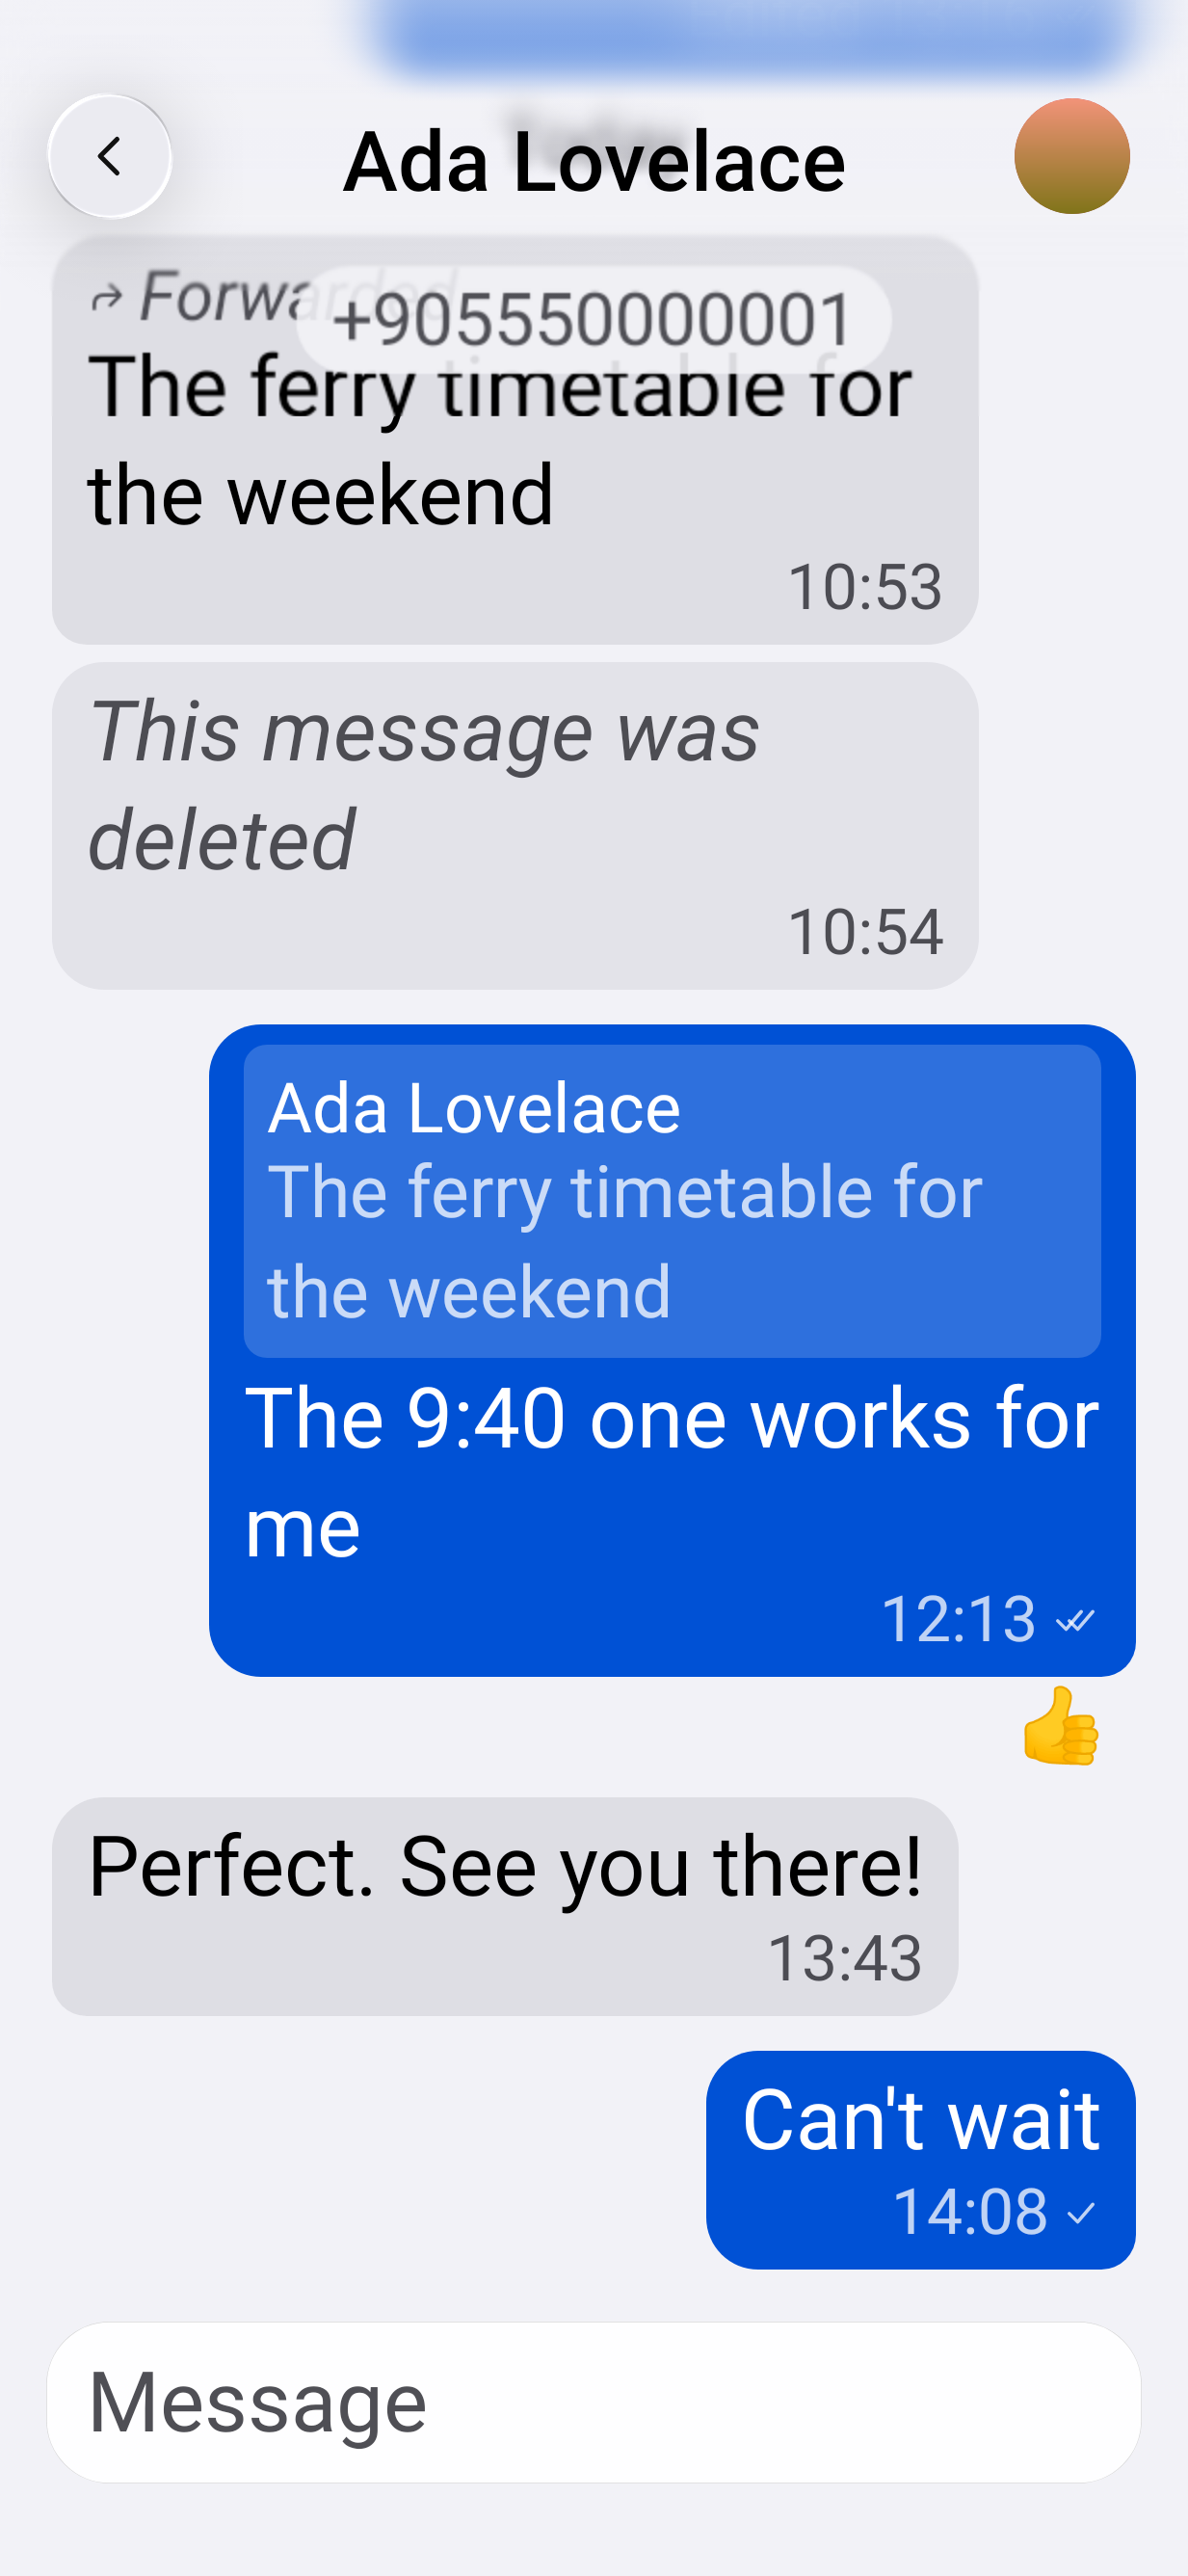 Ada Lovelace
+905550000001
Forwarded
The ferry timetable for
the weekend
10:53
This message was
deleted
10:54
Ada Lovelace
The ferry timetable for
the weekend
The 9:40 one works for
me
12:13
Perfect. See you there!
13:43
Can't wait
14:08
Message